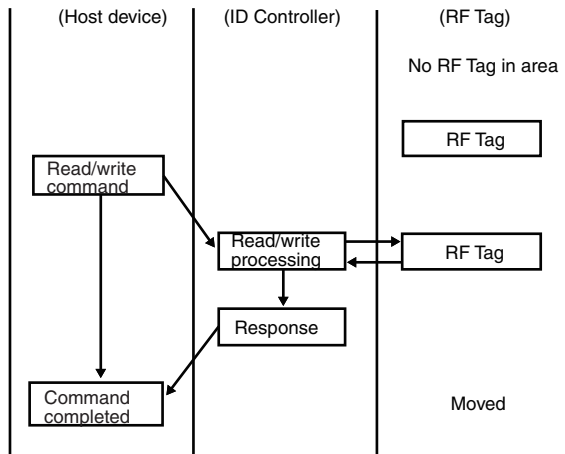 (Host device)
(ID Controller)
(RF Tag)
No RF Tag in area
RF Tag
Read/write
command
Read/write
processing
RF Tag
Response
Command
completed
Moved